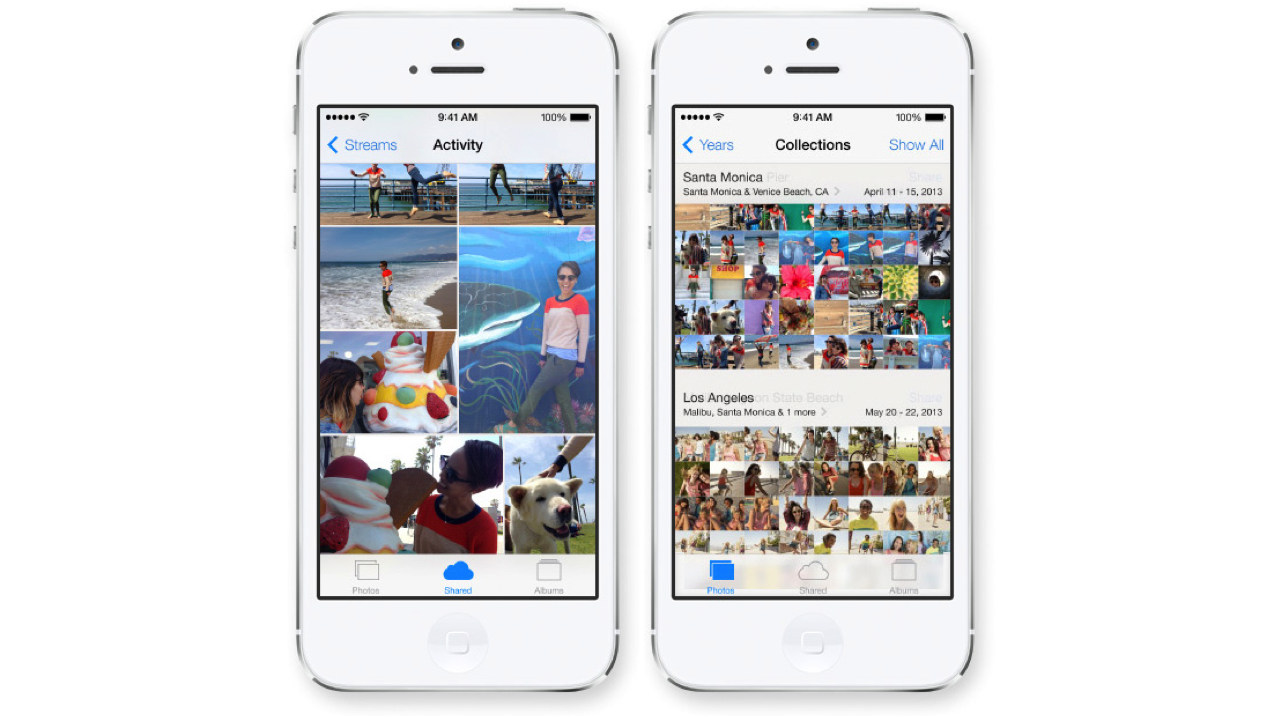 9:41 AM
100%
Streams
Activity
Photos
Shared
Albums
9:41 AM
100%
Years
Collections
Show All
Santa Monica Pier
Share
Santa Monica & Venice Beach, CA
April 11 - 15, 2013
SHOP
Los Angeles on State Beach
Share
Malibu, Santa Monica & 1 more
May 20 - 22, 2013
Photos
Shared
Albums